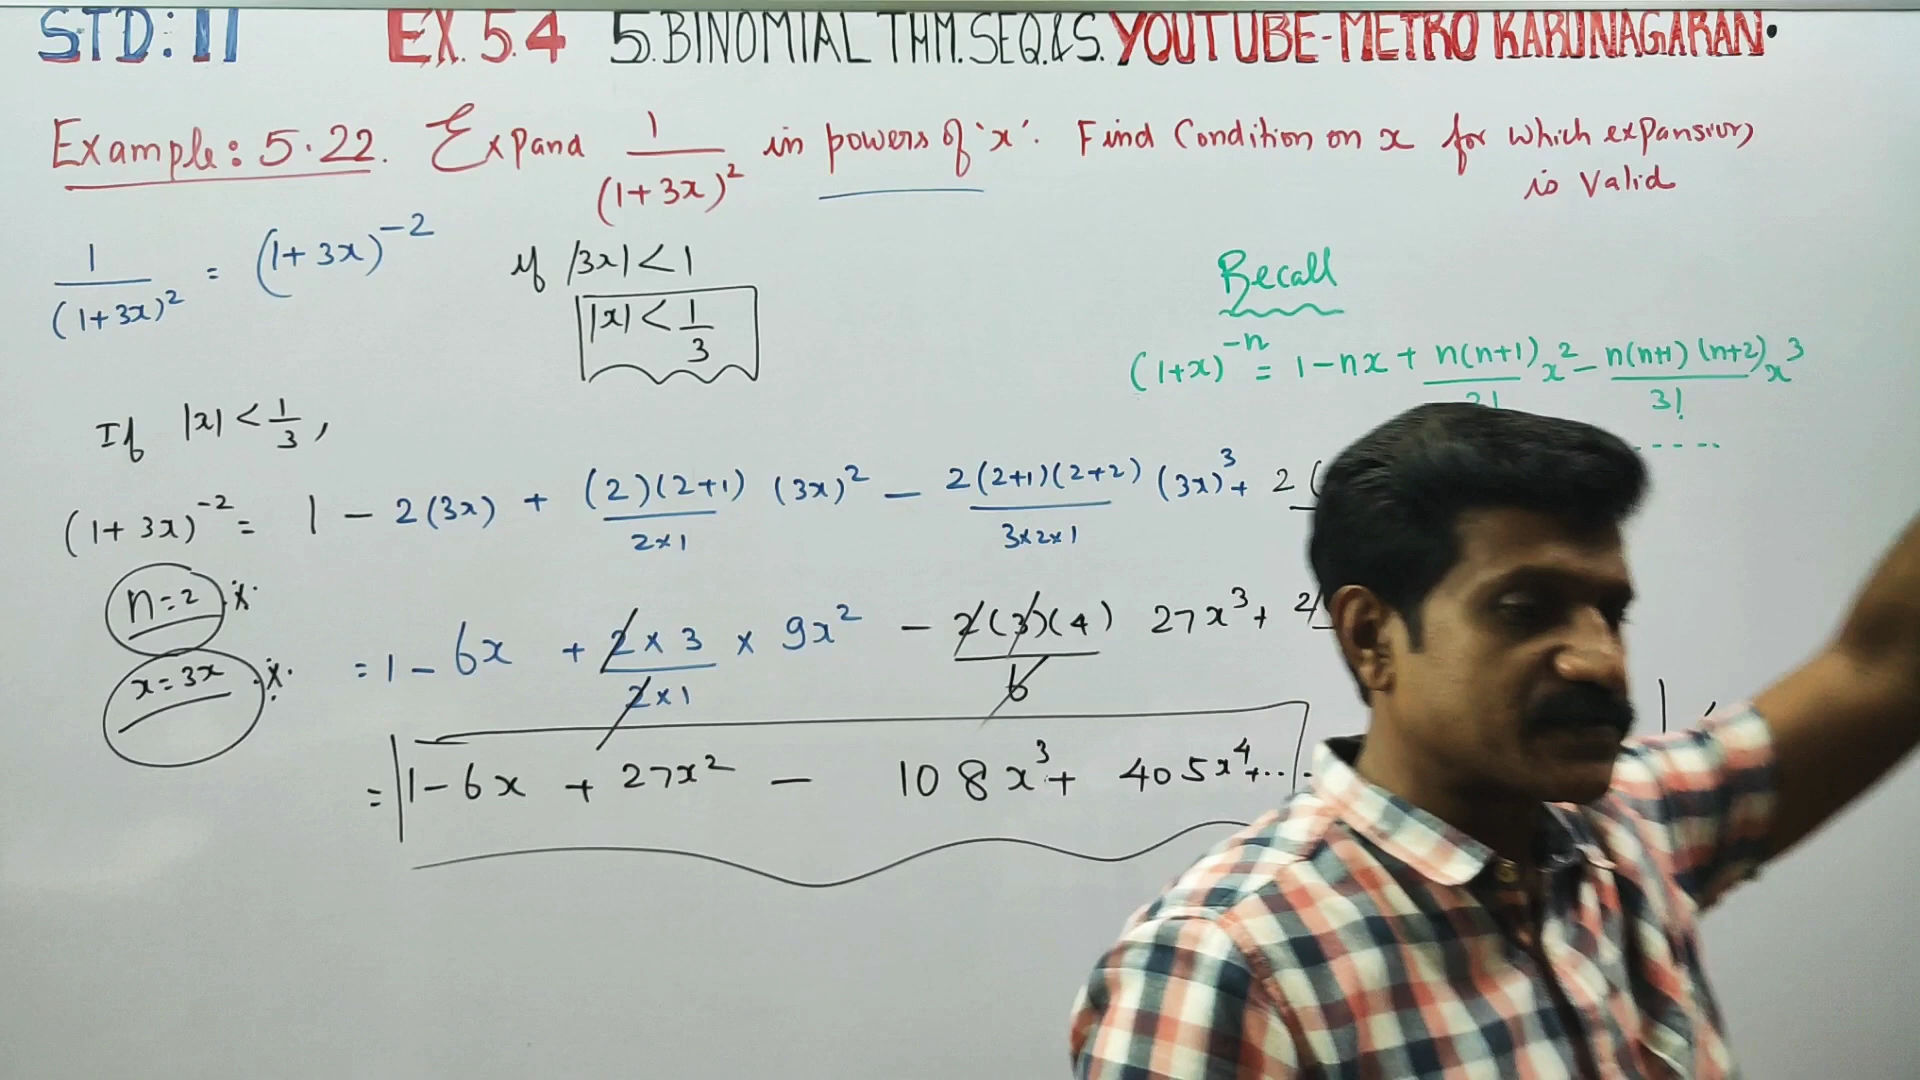 STD: 11 EX. 5.4 5. BINOMIAL THM. SEQ.&S. YOUTUBE-METRO KARUNAGARAN.
Example: 5.22. Expand 1/(1+3x)² in powers of 'x'. Find Condition on x for which expansion
is valid
1/(1+3x)² = (1+3x)⁻² if |3x| < 1
|x| < 1/3
Recall
(1+x)⁻ⁿ = 1-nx + n(n+1)/2! x² - n(n+1)(n+2)/3! x³
.....
If |x| < 1/3,
(1+3x)⁻² = 1 - 2(3x) + (2)(2+1)/2×1 (3x)² - 2(2+1)(2+2)/3×2×1 (3x)³ + 2(
n=2
x=3x
= 1 - 6x + 2×3/2×1 × 9x² - 2(3)(4)/6 27x³ + 2
= 1-6x + 27x² - 108x³ + 405x⁴+...